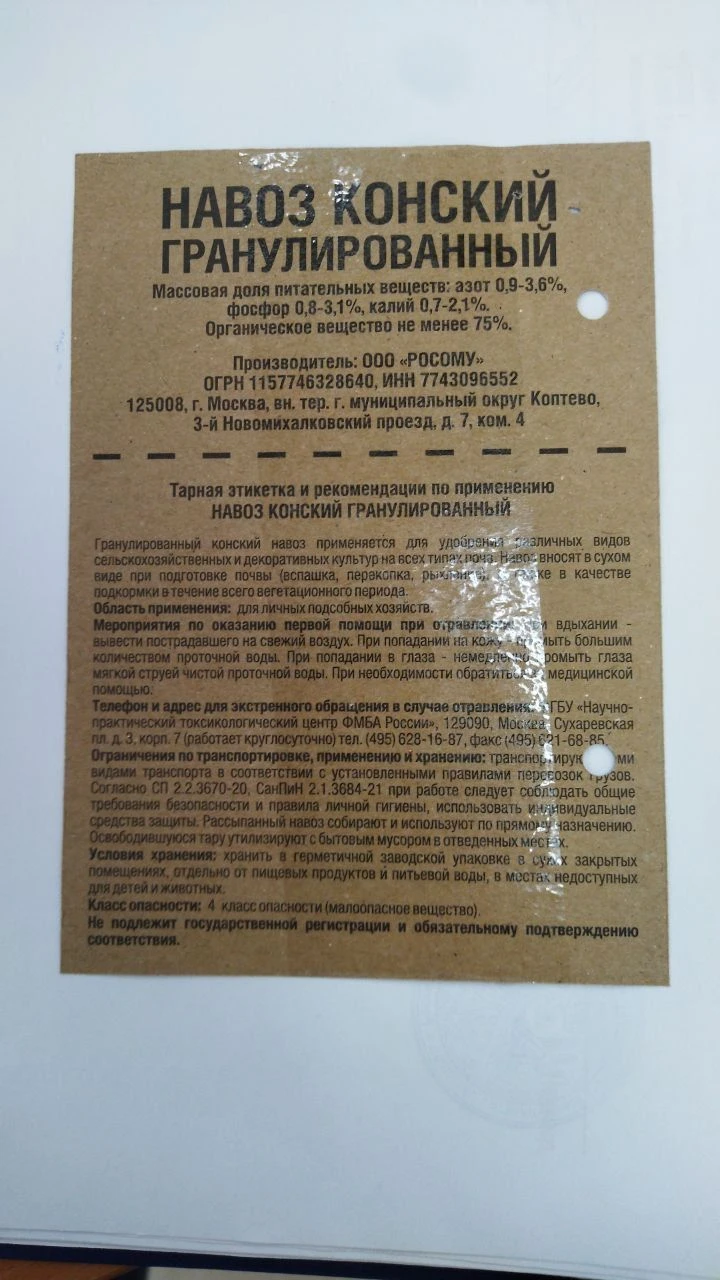 НАВОЗ КОНСКИЙ
ГРАНУЛИРОВАННЫЙ
Массовая доля питательных веществ: азот 0,9-3,6%,
фосфор 0,8-3,1%, калий 0,7-2,1%.
Органическое вещество не менее 75%.
Производитель: ООО «РОСОМУ»
ОГРН 1157746328640, ИНН 7743096552
125008, г. Москва, вн. тер. г. муниципальный округ Коптево,
3-й Новомихалковский проезд, д. 7, ком. 4
Тарная этикетка и рекомендации по применению
НАВОЗ КОНСКИЙ ГРАНУЛИРОВАННЫЙ
Гранулированный конский навоз применяется для удобрения различных видов
сельскохозяйственных и декоративных культур на всех типах почв. Навоз вносят в сухом
виде при подготовке почвы (вспашка, перекопка, рыхление), а также в качестве
подкормки в течение всего вегетационного периода.
Область применения: для личных подсобных хозяйств.
Мероприятия по оказанию первой помощи при отравлении: при вдыхании -
вывести пострадавшего на свежий воздух. При попадании на кожу - промыть большим
количеством проточной воды. При попадании в глаза - немедленно промыть глаза
мягкой струей чистой проточной воды. При необходимости обратиться к медицинской
помощью.
Телефон и адрес для экстренного обращения в случае отравления: ФГБУ «Научно-
практический токсикологический центр ФМБА России», 129090, Москва, Сухаревская
пл. д. 3, корп. 7 (работает круглосуточно) тел. (495) 628-16-87, факс (495) 621-68-85.
Ограничения по транспортировке, применению и хранению:
видами транспорта в соответствии с установленными правилами перевозок грузов.
Согласно СП 2.2.3670-20, СанПиН 2.1.3684-21 при работе следует соблюдать общие
требования безопасности и правила личной гигиены, использовать индивидуальные
средства защиты. Рассыпанный навоз собирают и используют по прямому назначению.
Освободившуюся тару утилизируют с бытовым мусором в отведенных местах.
Условия хранения: хранить в герметичной заводской упаковке в сухих закрытых
помещениях, отдельно от пищевых продуктов и питьевой воды, в местах недоступных
для детей и животных.
Класс опасности: 4 класс опасности (малоопасное вещество).
Не подлежит государственной регистрации и обязательному подтверждению
соответствия.